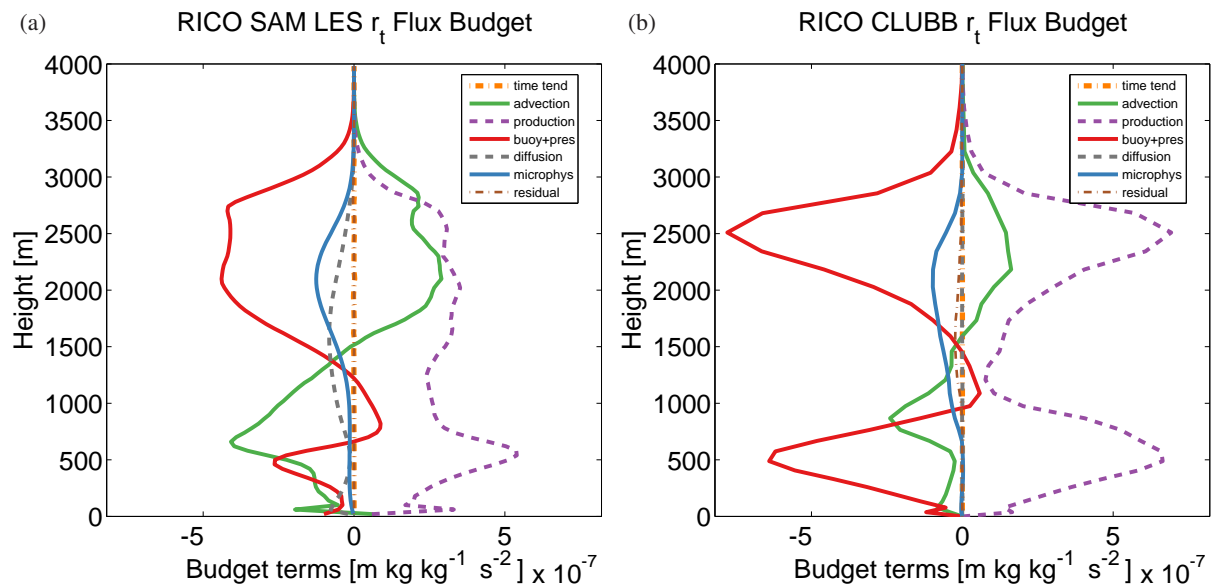 (a)
RICO SAM LES r_t Flux Budget
4000
3500
3000
2500
2000
1500
1000
500
0
Height [m]
-5
0
5
Budget terms [m kg kg^-1 s^-2] x 10^-7
time tend
advection
production
buoy+pres
diffusion
microphys
residual
(b)
RICO CLUBB r_t Flux Budget
4000
3500
3000
2500
2000
1500
1000
500
0
Height [m]
-5
0
5
Budget terms [m kg kg^-1 s^-2] x 10^-7
time tend
advection
production
buoy+pres
diffusion
microphys
residual